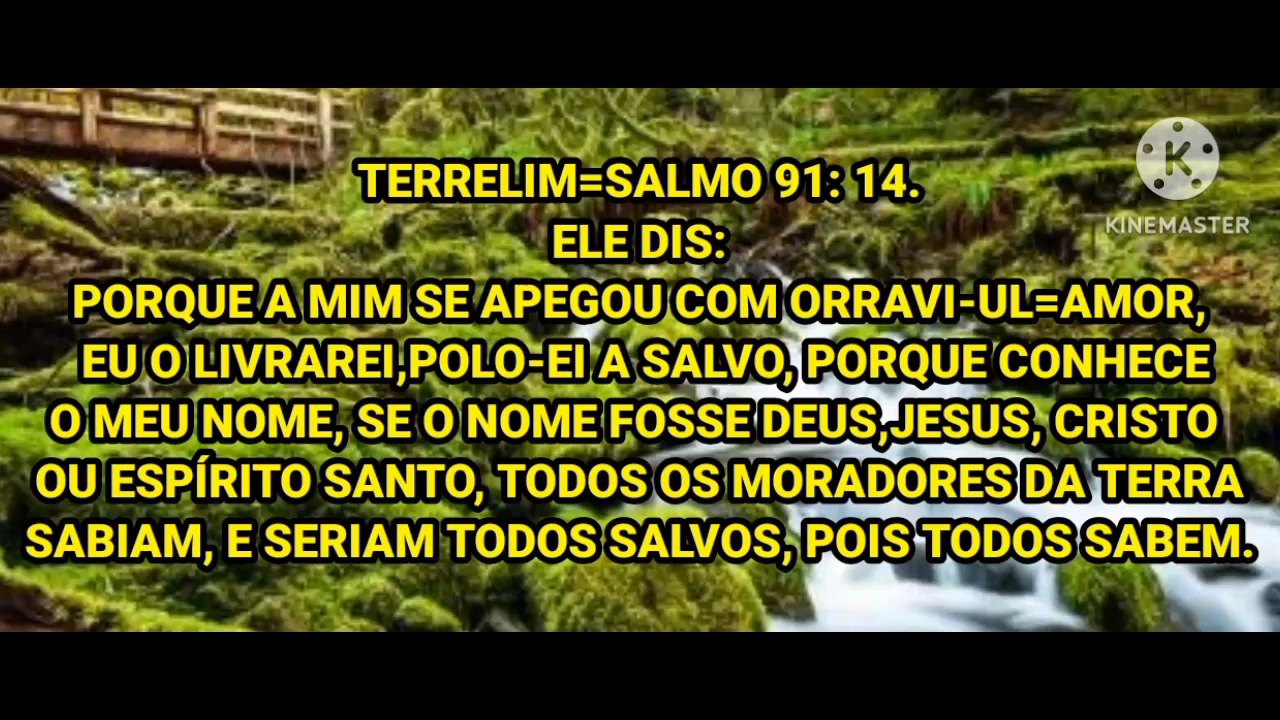 TERRELIM=SALMO 91: 14.
ELE DIS:
PORQUE A MIM SE APEGOU COM ORRAVI-UL=AMOR,
EU O LIVRAREI,POLO-EI A SALVO, PORQUE CONHECE
O MEU NOME, SE O NOME FOSSE DEUS,JESUS, CRISTO
OU ESPÍRITO SANTO, TODOS OS MORADORES DA TERRA
SABIAM, E SERIAM TODOS SALVOS, POIS TODOS SABEM.
K
KINEMASTER